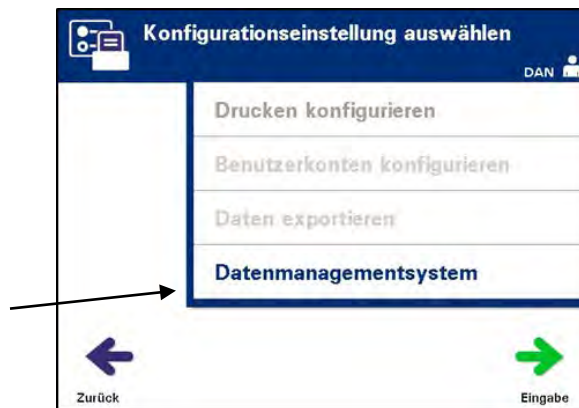 Konfigurationseinstellung auswählen
DAN
Drucken konfigurieren
Benutzerkonten konfigurieren
Daten exportieren
Datenmanagementsystem
Zurück
Eingabe